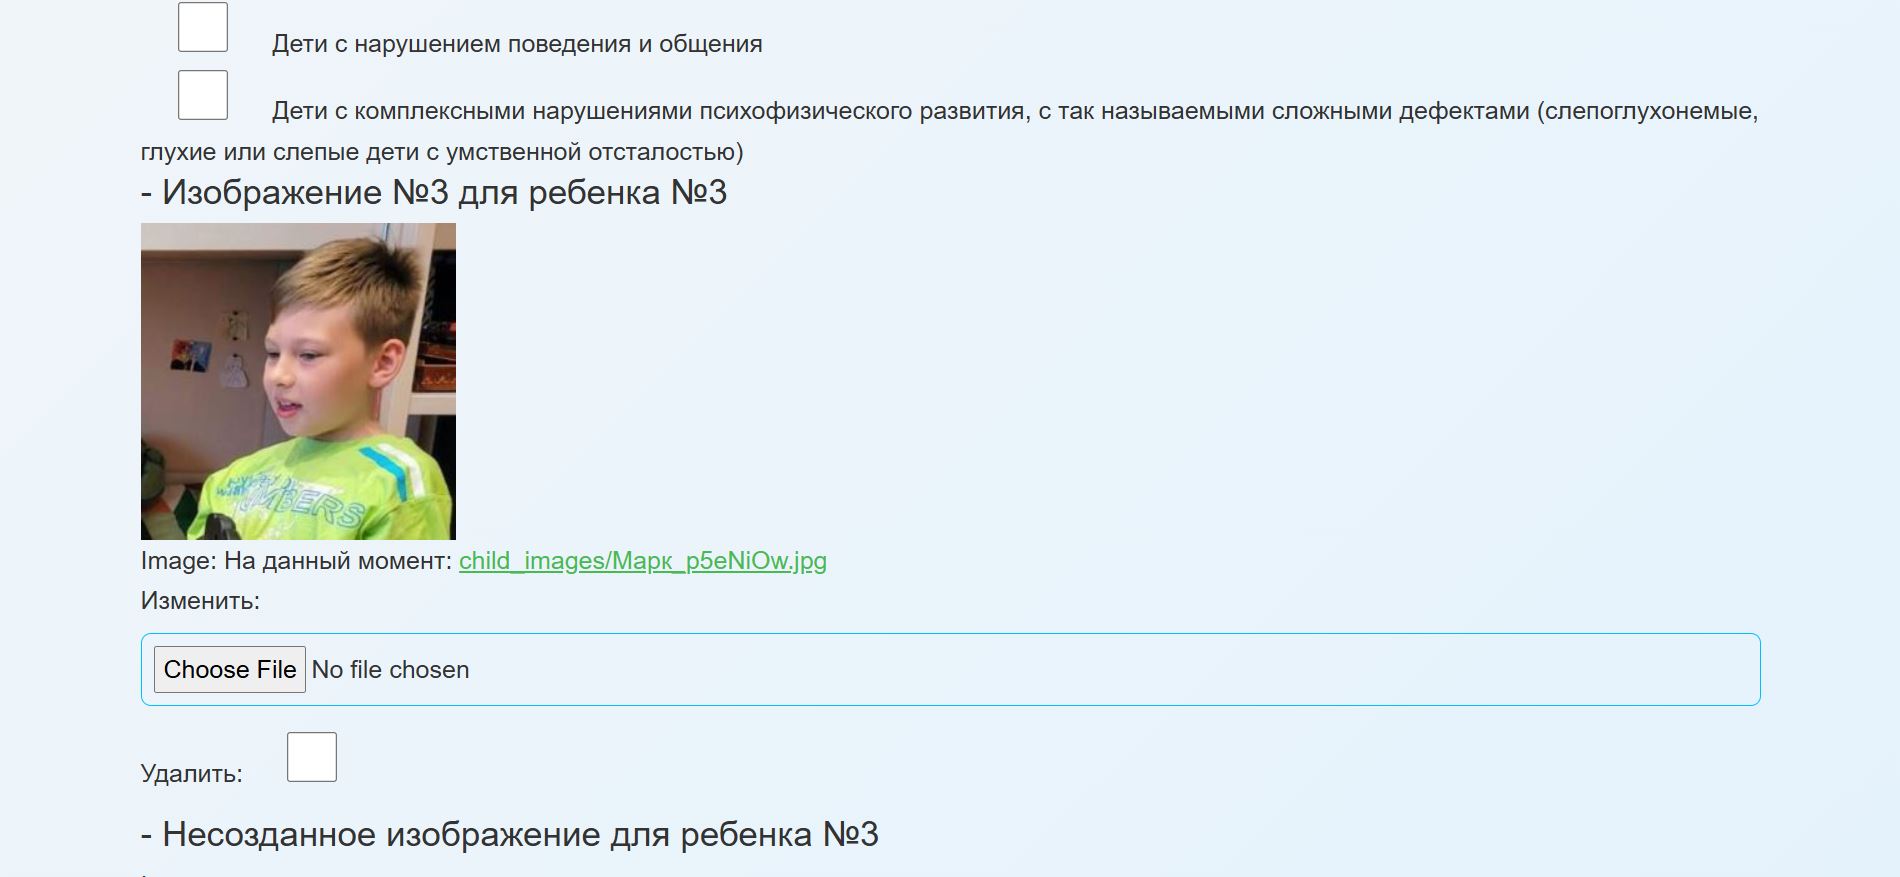 Дети с нарушением поведения и общения
Дети с комплексными нарушениями психофизического развития, с так называемыми сложными дефектами (слепоглухонемые,
глухие или слепые дети с умственной отсталостью)
- Изображение №3 для ребенка №3
UMBERS
Image: На данный момент: child_images/Марк_p5eNiOw.jpg
Изменить:
Choose File No file chosen
Удалить:
- Несозданное изображение для ребенка №3